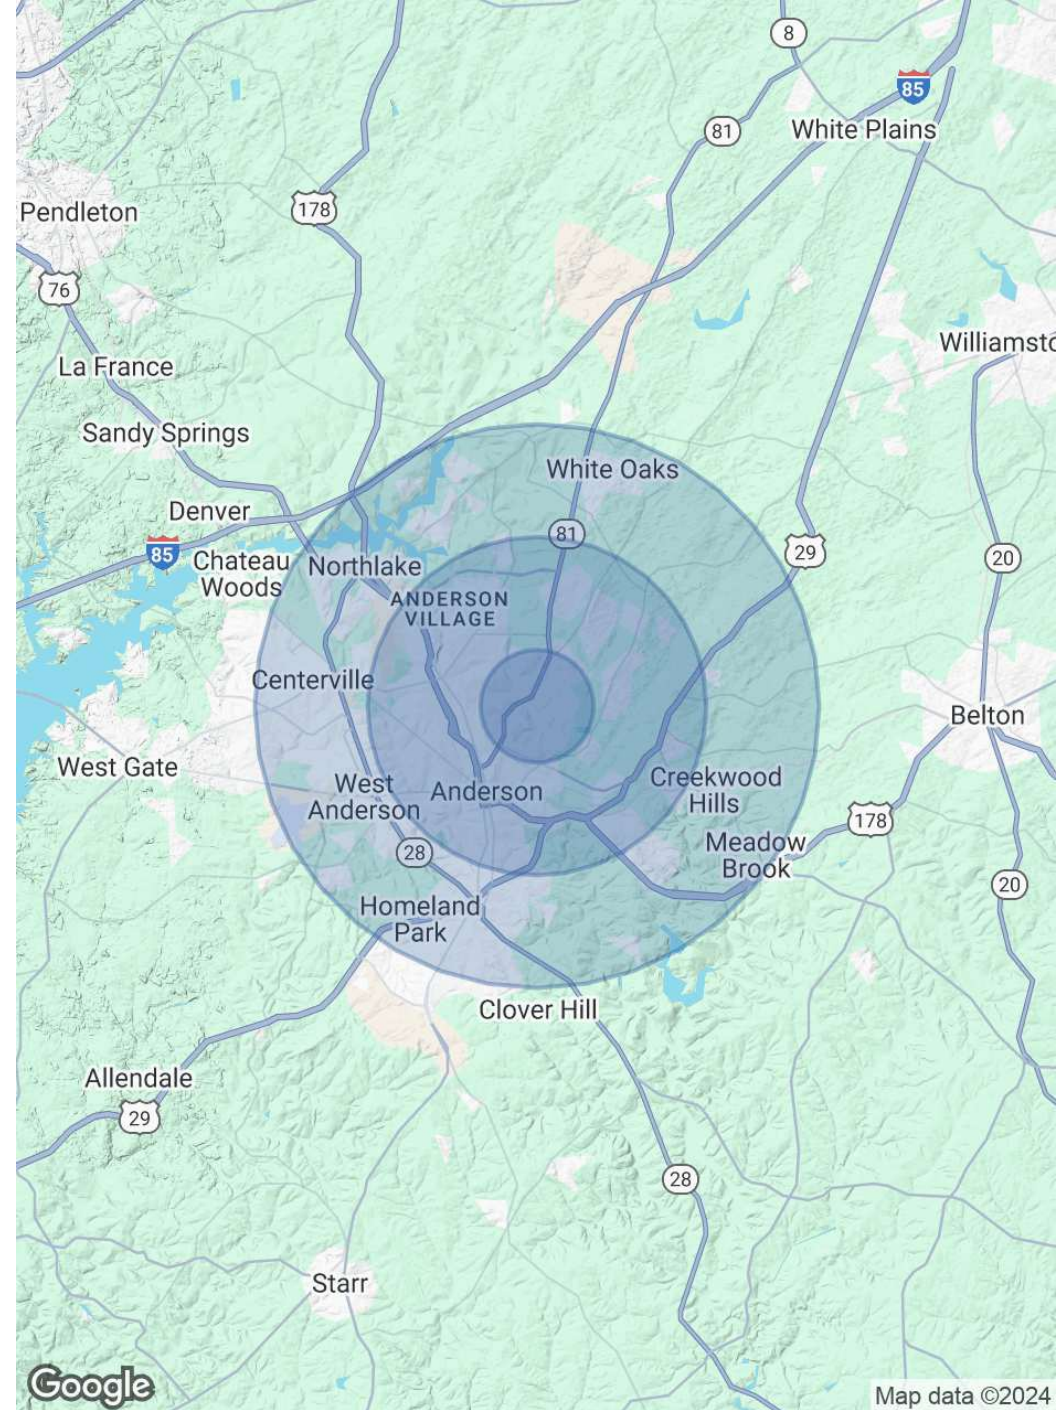 8
85
81
White Plains
178
Pendleton
76
Williamsto
La France
Sandy Springs
White Oaks
Denver
81
85
29
20
Chateau
Woods
Northlake
ANDERSON
VILLAGE
Centerville
Belton
West Gate
West
Anderson
Anderson
Creekwood
Hills
178
28
Meadow
Brook
20
Homeland
Park
Clover Hill
Allendale
29
28
Starr
Google
Map data ©2024